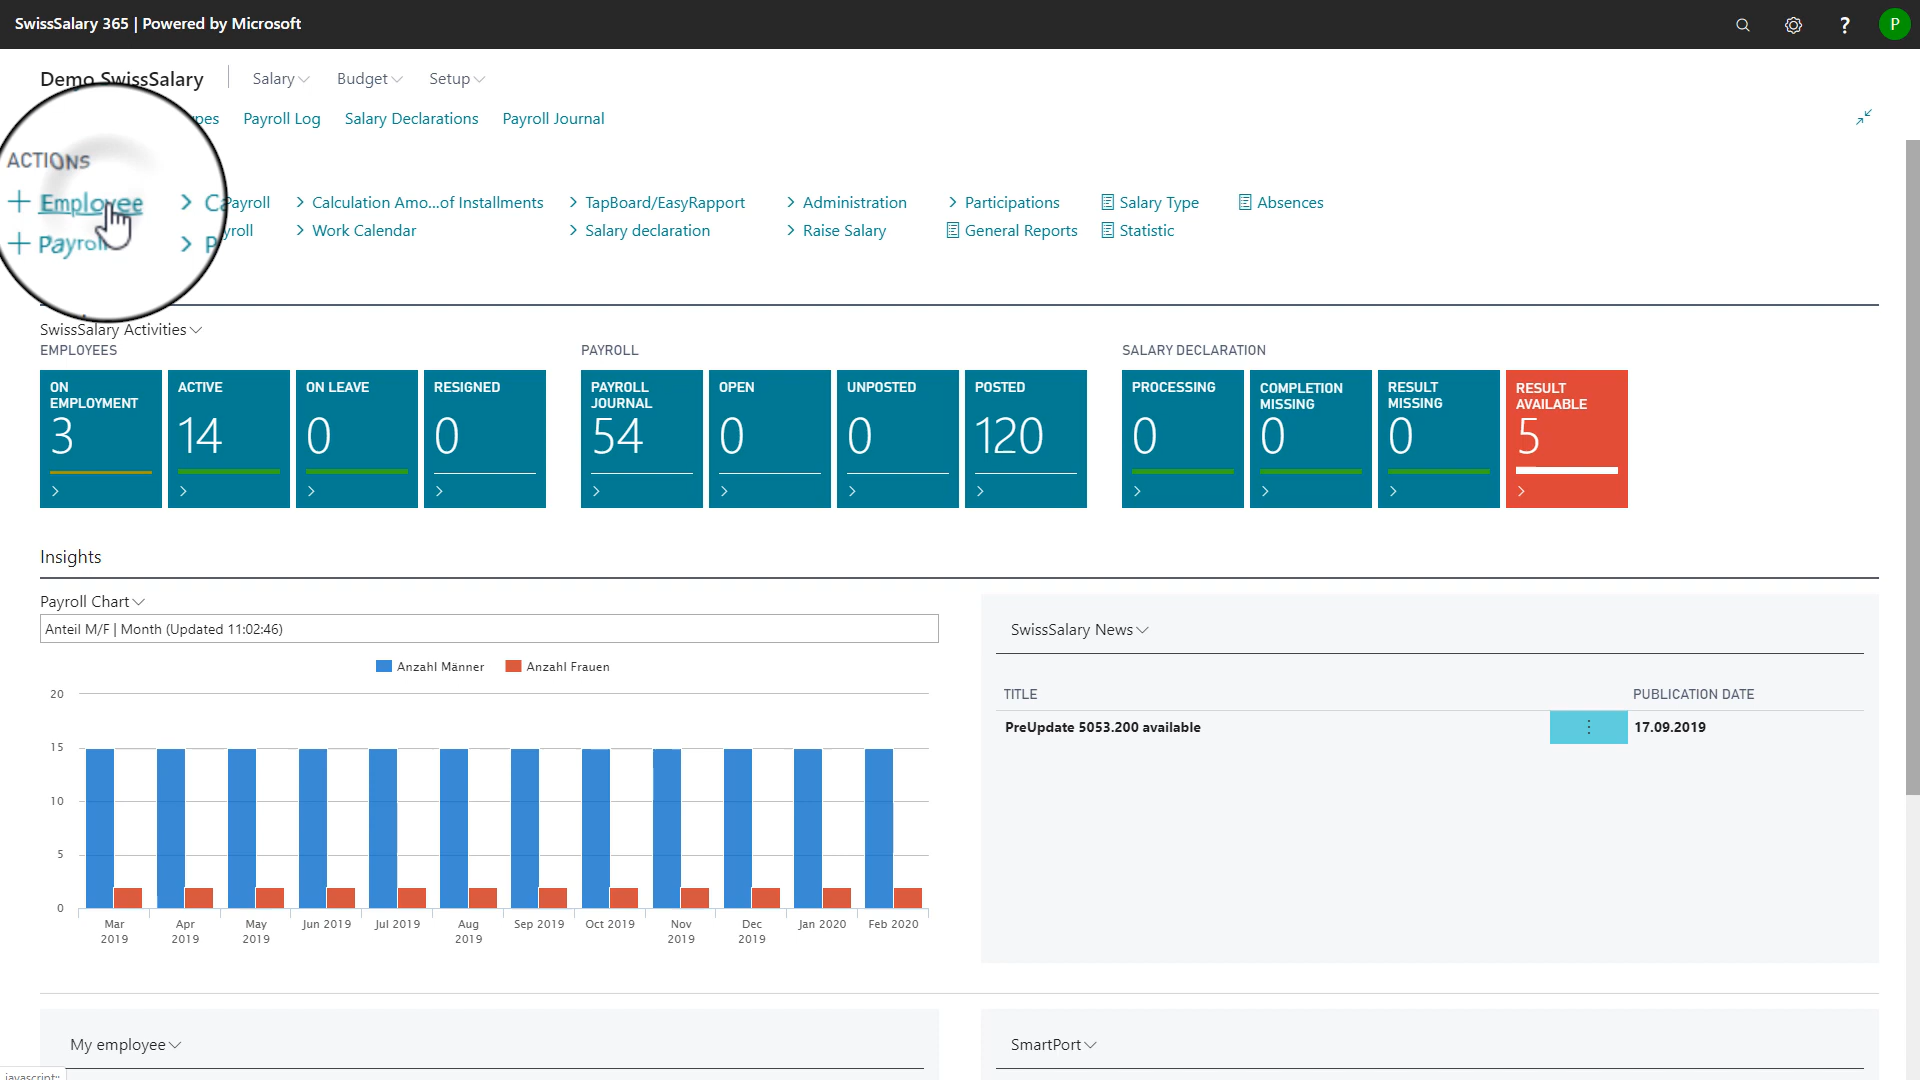 SwissSalary 365 | Powered by Microsoft
?
P
Demo SwissSalary
Salary
Budget
Setup
Payroll Log
Salary Declarations
Payroll Journal
ACTIONS
+ Employee
Payroll
Calculation Amo...of Installments
TapBoard/EasyRapport
Administration
Participations
Salary Type
Absences
+ Payroll
Work Calendar
Salary declaration
Raise Salary
General Reports
Statistic
SwissSalary Activities
EMPLOYEES
PAYROLL
SALARY DECLARATION
ON EMPLOYMENT
3
ACTIVE
14
ON LEAVE
0
RESIGNED
0
PAYROLL JOURNAL
54
OPEN
0
UNPOSTED
0
POSTED
120
PROCESSING
0
COMPLETION MISSING
0
RESULT MISSING
0
RESULT AVAILABLE
5
Insights
Payroll Chart
Anteil M/F | Month (Updated 11:02:46)
Anzahl Männer
Anzahl Frauen
20
15
10
5
0
Mar 2019
Apr 2019
May 2019
Jun 2019
Jul 2019
Aug 2019
Sep 2019
Oct 2019
Nov 2019
Dec 2019
Jan 2020
Feb 2020
SwissSalary News
TITLE
PUBLICATION DATE
PreUpdate 5053.200 available
17.09.2019
My employee
SmartPort